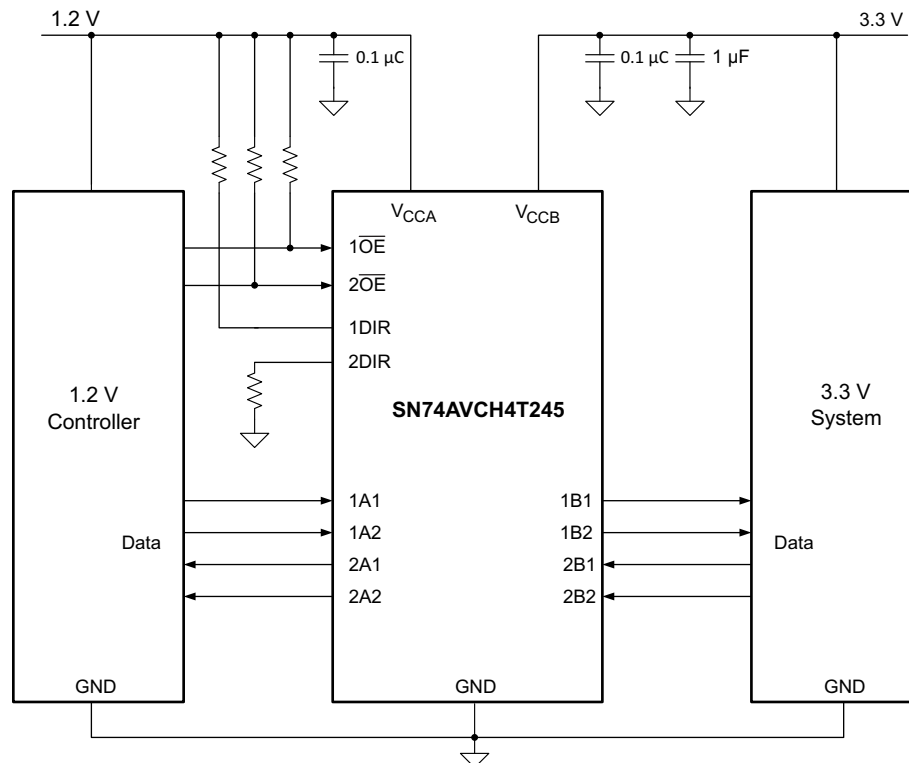 1.2 V
3.3 V
0.1 µC
0.1 µC
1 µF
VCCA
VCCB
1OE
2OE
1DIR
2DIR
1.2 V
Controller
SN74AVCH4T245
3.3 V
System
1A1
1B1
1A2
1B2
Data
Data
2A1
2B1
2A2
2B2
GND
GND
GND